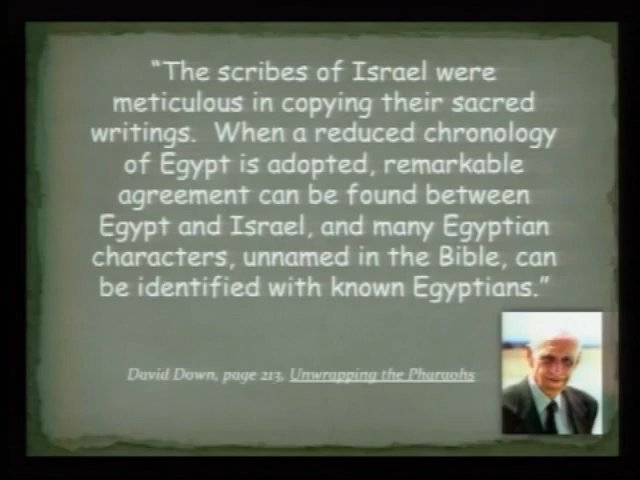 “The scribes of Israel were
meticulous in copying their sacred
writings. When a reduced chronology
of Egypt is adopted, remarkable
agreement can be found between
Egypt and Israel, and many Egyptian
characters, unnamed in the Bible, can
be identified with known Egyptians.”
David Down, page 213, Unwrapping the Pharaohs